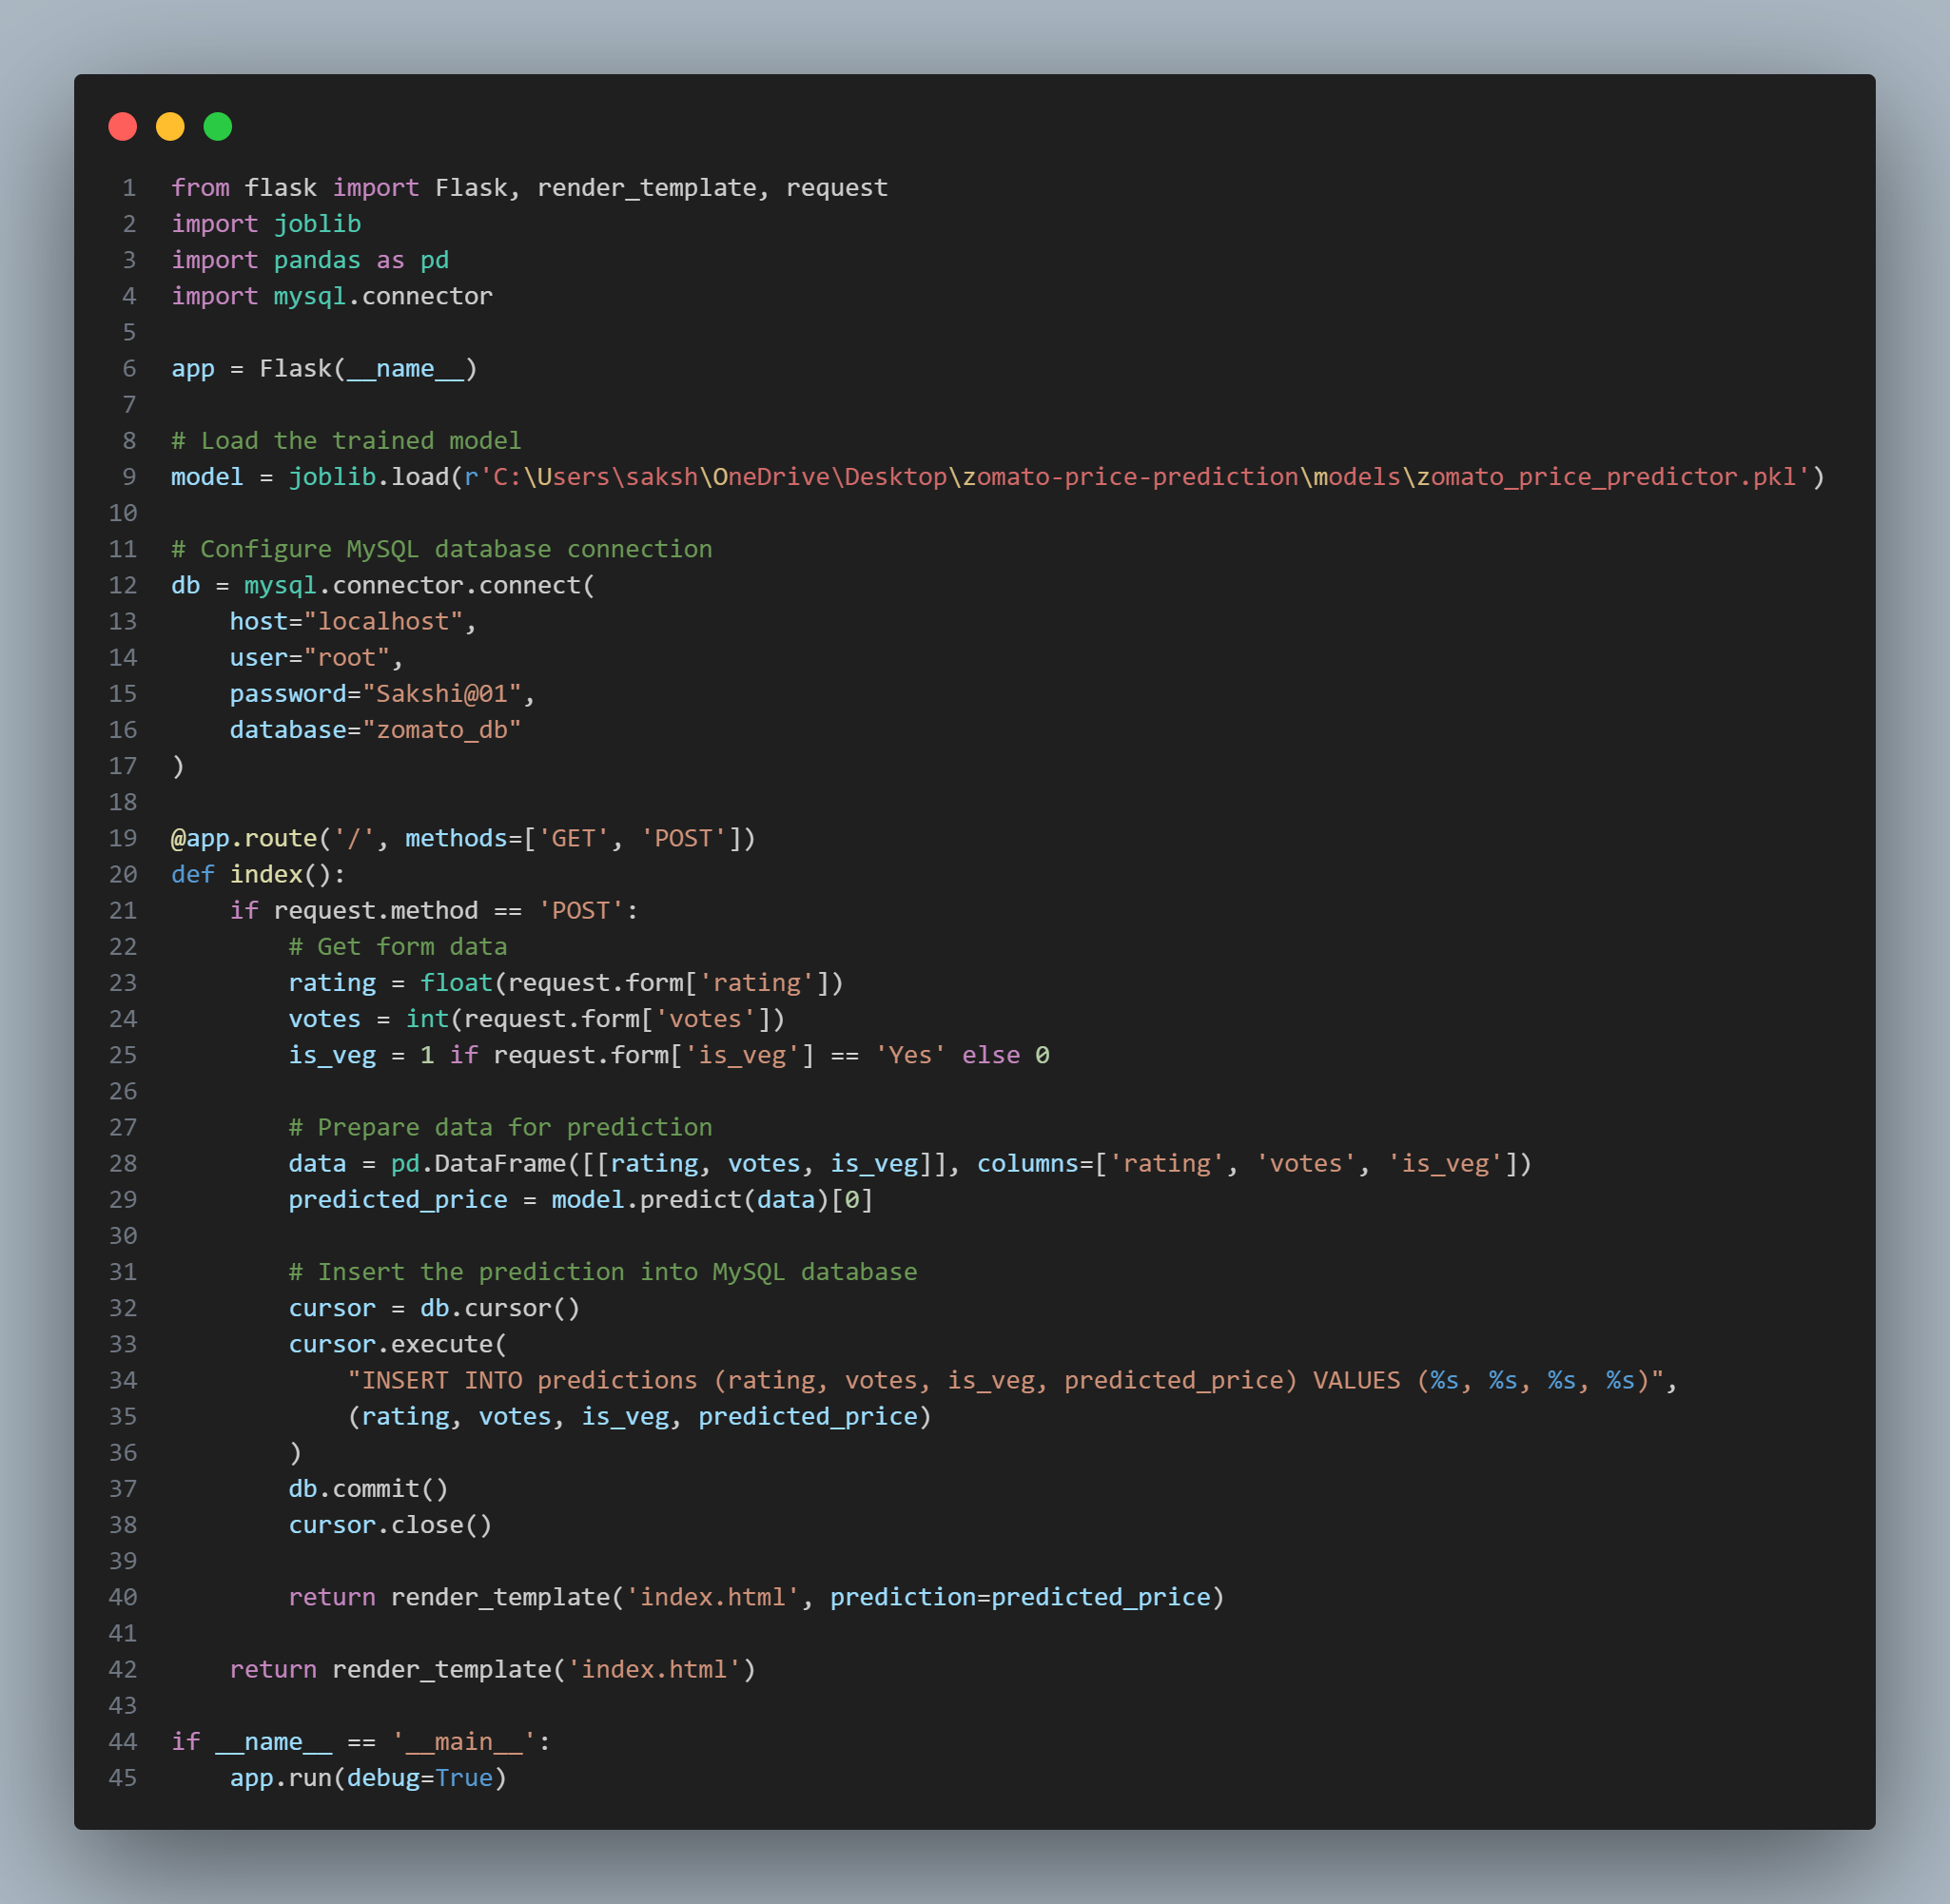 1 from flask import Flask, render_template, request
2 import joblib
3 import pandas as pd
4 import mysql.connector
5
6 app = Flask(__name__)
7
8 # Load the trained model
9 model = joblib.load(r'C:\Users\saksh\OneDrive\Desktop\zomato-price-prediction\models\zomato_price_predictor.pkl')
10
11 # Configure MySQL database connection
12 db = mysql.connector.connect(
13     host="localhost",
14     user="root",
15     password="Sakshi@01",
16     database="zomato_db"
17 )
18
19 @app.route('/', methods=['GET', 'POST'])
20 def index():
21     if request.method == 'POST':
22         # Get form data
23         rating = float(request.form['rating'])
24         votes = int(request.form['votes'])
25         is_veg = 1 if request.form['is_veg'] == 'Yes' else 0
26
27         # Prepare data for prediction
28         data = pd.DataFrame([[rating, votes, is_veg]], columns=['rating', 'votes', 'is_veg'])
29         predicted_price = model.predict(data)[0]
30
31         # Insert the prediction into MySQL database
32         cursor = db.cursor()
33         cursor.execute(
34             "INSERT INTO predictions (rating, votes, is_veg, predicted_price) VALUES (%s, %s, %s, %s)",
35             (rating, votes, is_veg, predicted_price)
36         )
37         db.commit()
38         cursor.close()
39
40         return render_template('index.html', prediction=predicted_price)
41
42     return render_template('index.html')
43
44 if __name__ == '__main__':
45     app.run(debug=True)